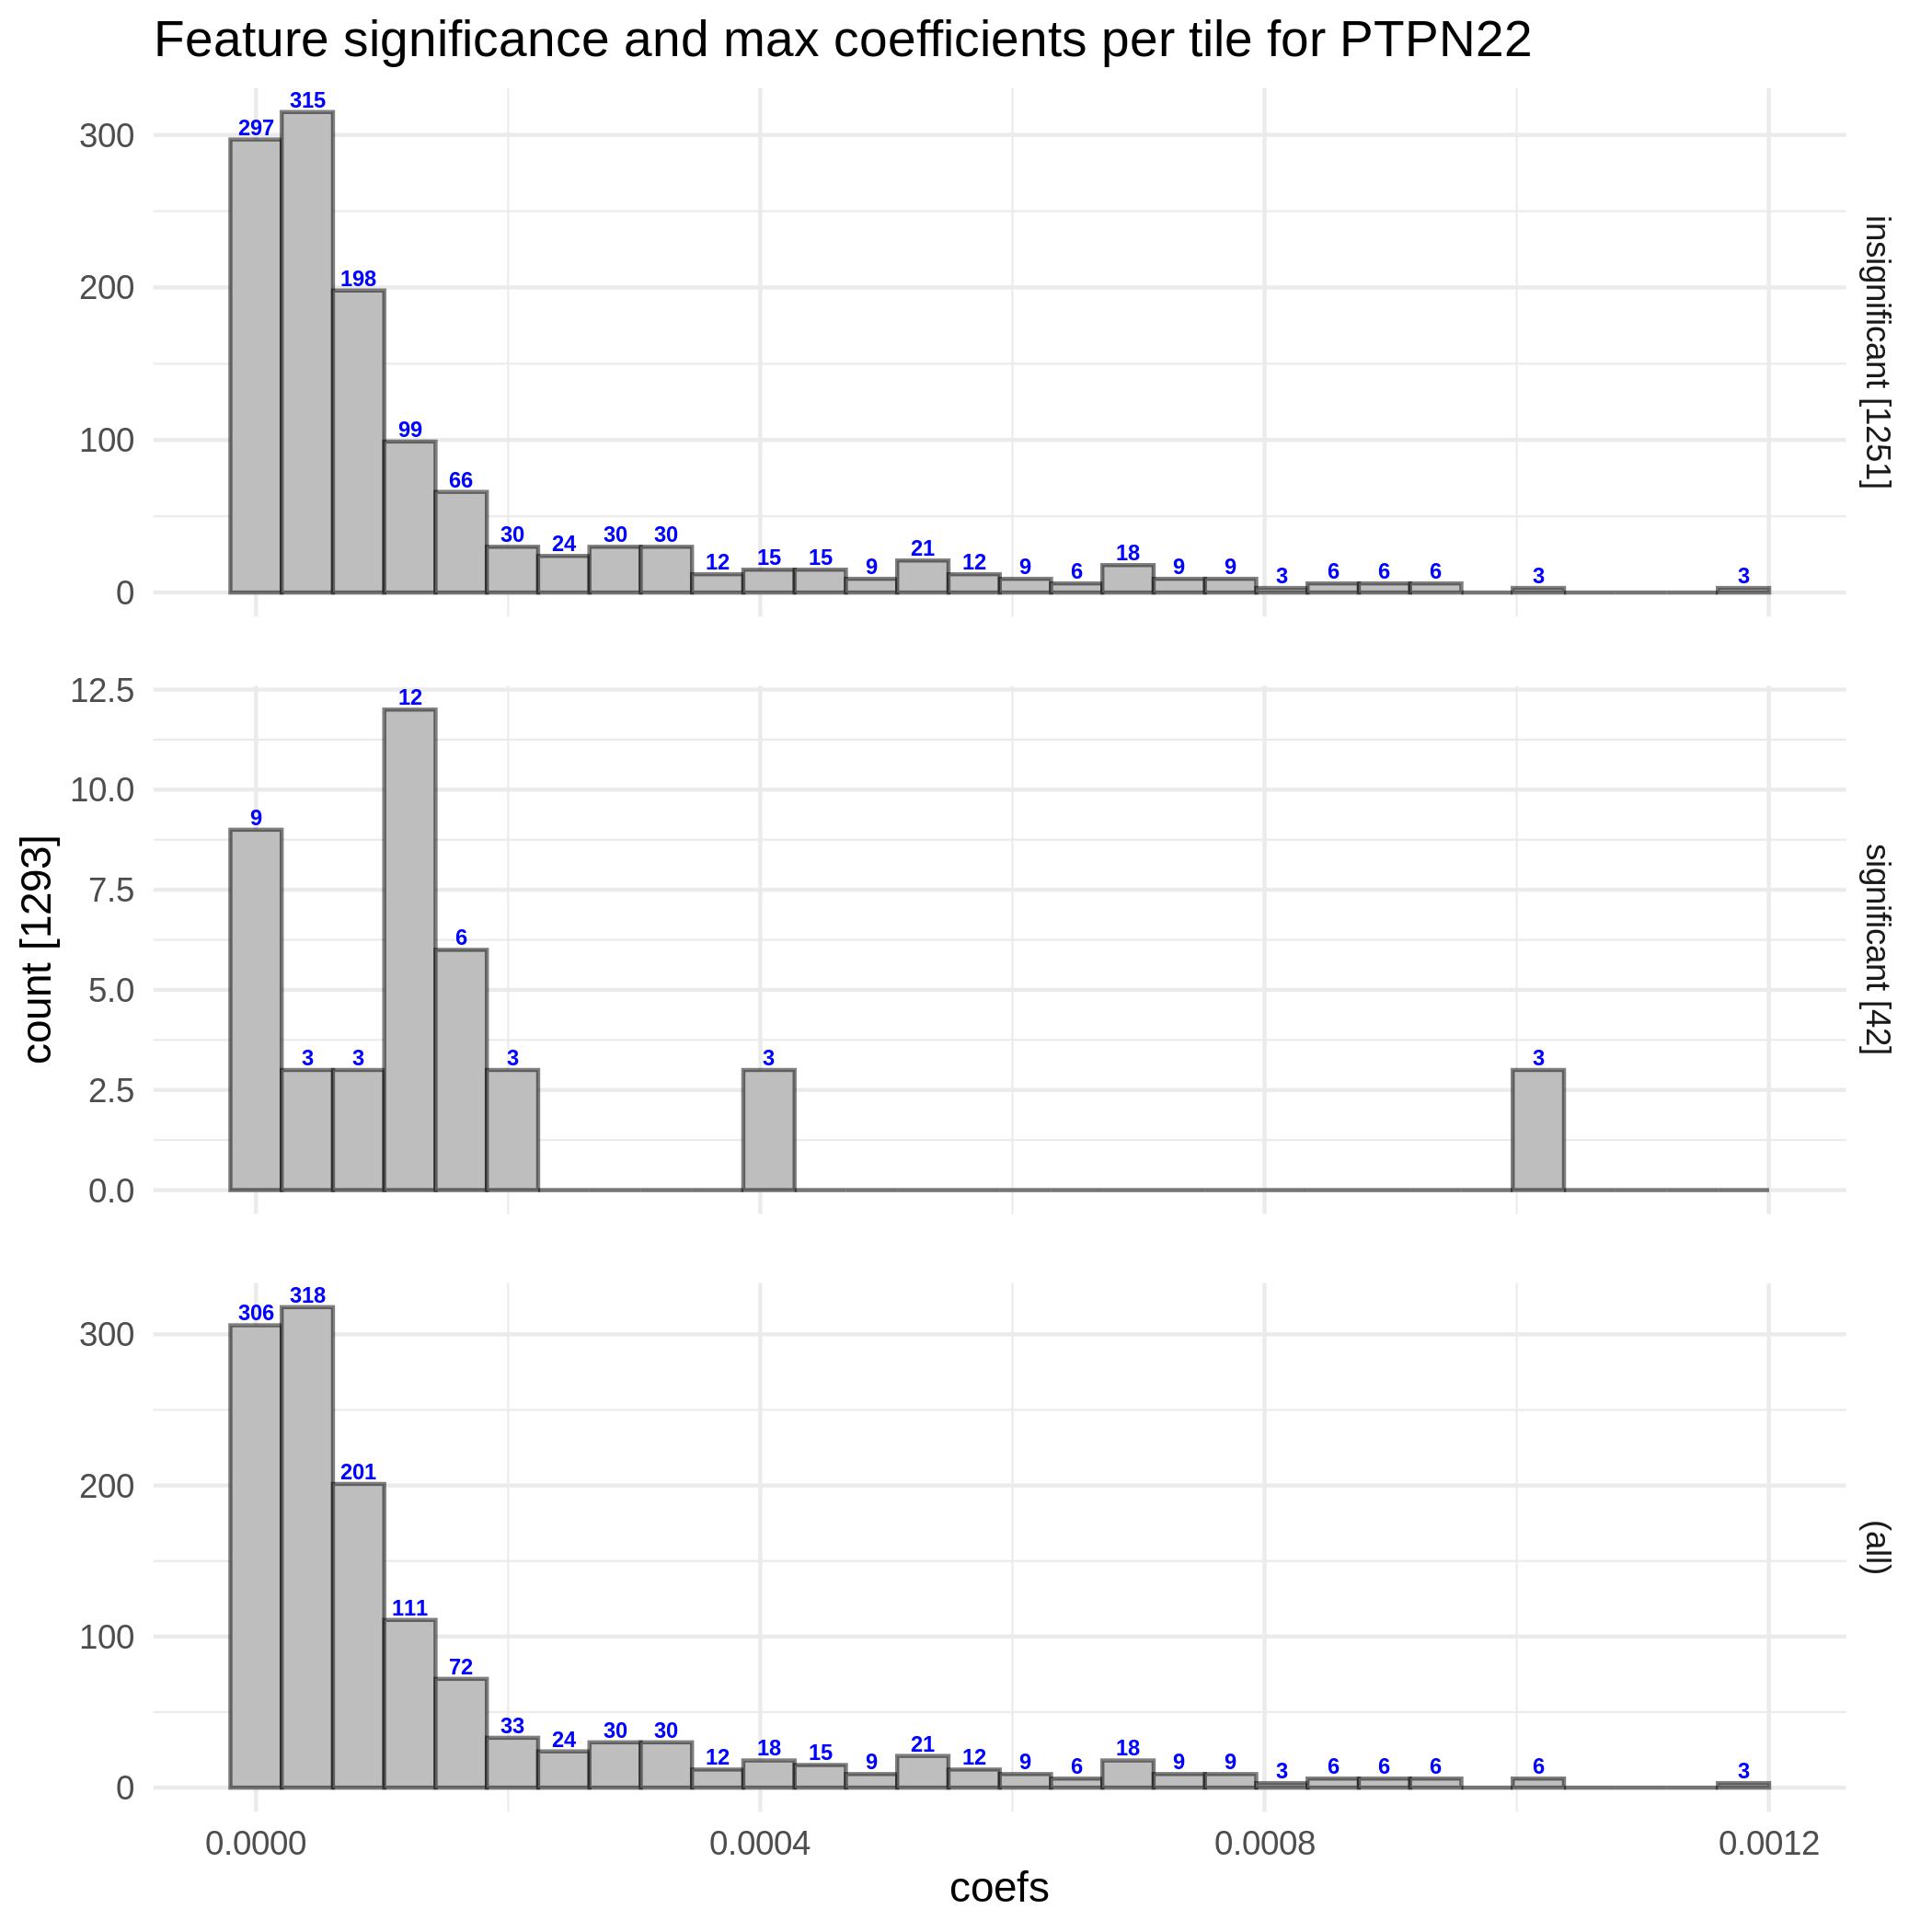 Feature significance and max coefficients per tile for PTPN22
300
200
100
0
297 315 198 99 66 30 24 30 30 12 15 15 9 21 12 9 6 18 9 9 3 6 6 6 3 3
insignificant [1251]
count [1293]
12.5
10.0
7.5
5.0
2.5
0.0
9 3 3 12 6 3 3 3
significant [42]
300
200
100
0
306 318 201 111 72 33 24 30 30 12 18 15 9 21 12 9 6 18 9 9 3 6 6 6 6 3
(all)
0.0000 0.0004 0.0008 0.0012
coefs